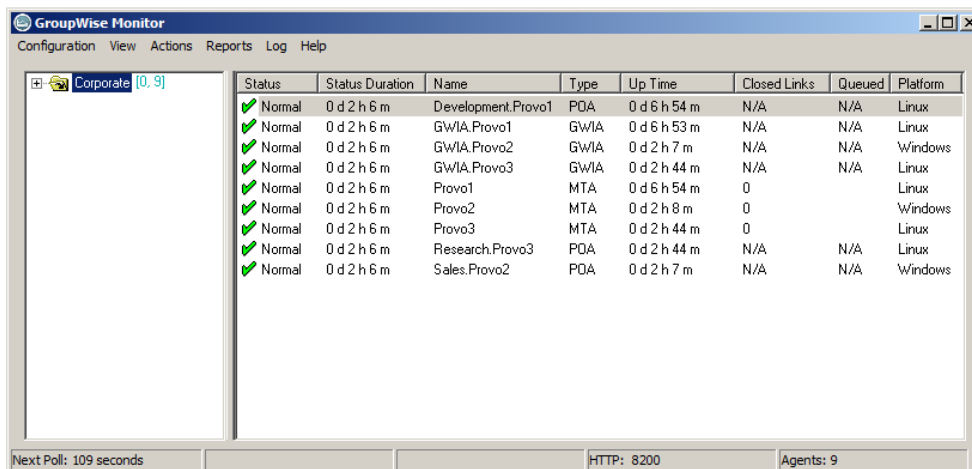 GroupWise Monitor
Configuration View Actions Reports Log Help
Corporate [0, 9]
Status Status Duration Name Type Up Time Closed Links Queued Platform
Normal 0 d 2 h 6 m Development.Provo1 POA 0 d 6 h 54 m N/A N/A Linux
Normal 0 d 2 h 6 m GWIA.Provo1 GWIA 0 d 6 h 53 m N/A N/A Linux
Normal 0 d 2 h 6 m GWIA.Provo2 GWIA 0 d 2 h 7 m N/A N/A Windows
Normal 0 d 2 h 6 m GWIA.Provo3 GWIA 0 d 2 h 44 m N/A N/A Linux
Normal 0 d 2 h 6 m Provo1 MTA 0 d 6 h 54 m 0 Linux
Normal 0 d 2 h 6 m Provo2 MTA 0 d 2 h 8 m 0 Windows
Normal 0 d 2 h 6 m Provo3 MTA 0 d 2 h 44 m 0 Linux
Normal 0 d 2 h 6 m Research.Provo3 POA 0 d 2 h 44 m N/A N/A Linux
Normal 0 d 2 h 6 m Sales.Provo2 POA 0 d 2 h 7 m N/A N/A Windows
Next Poll: 109 seconds HTTP: 8200 Agents: 9